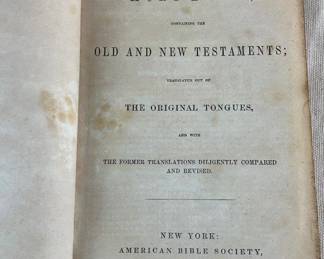 CONTAINING THE
OLD AND NEW TESTAMENTS;
TRANSLATED OUT OF
THE ORIGINAL TONGUES,
AND WITH
THE FORMER TRANSLATIONS DILIGENTLY COMPARED
AND REVISED.
NEW YORK:
AMERICAN BIBLE SOCIETY,